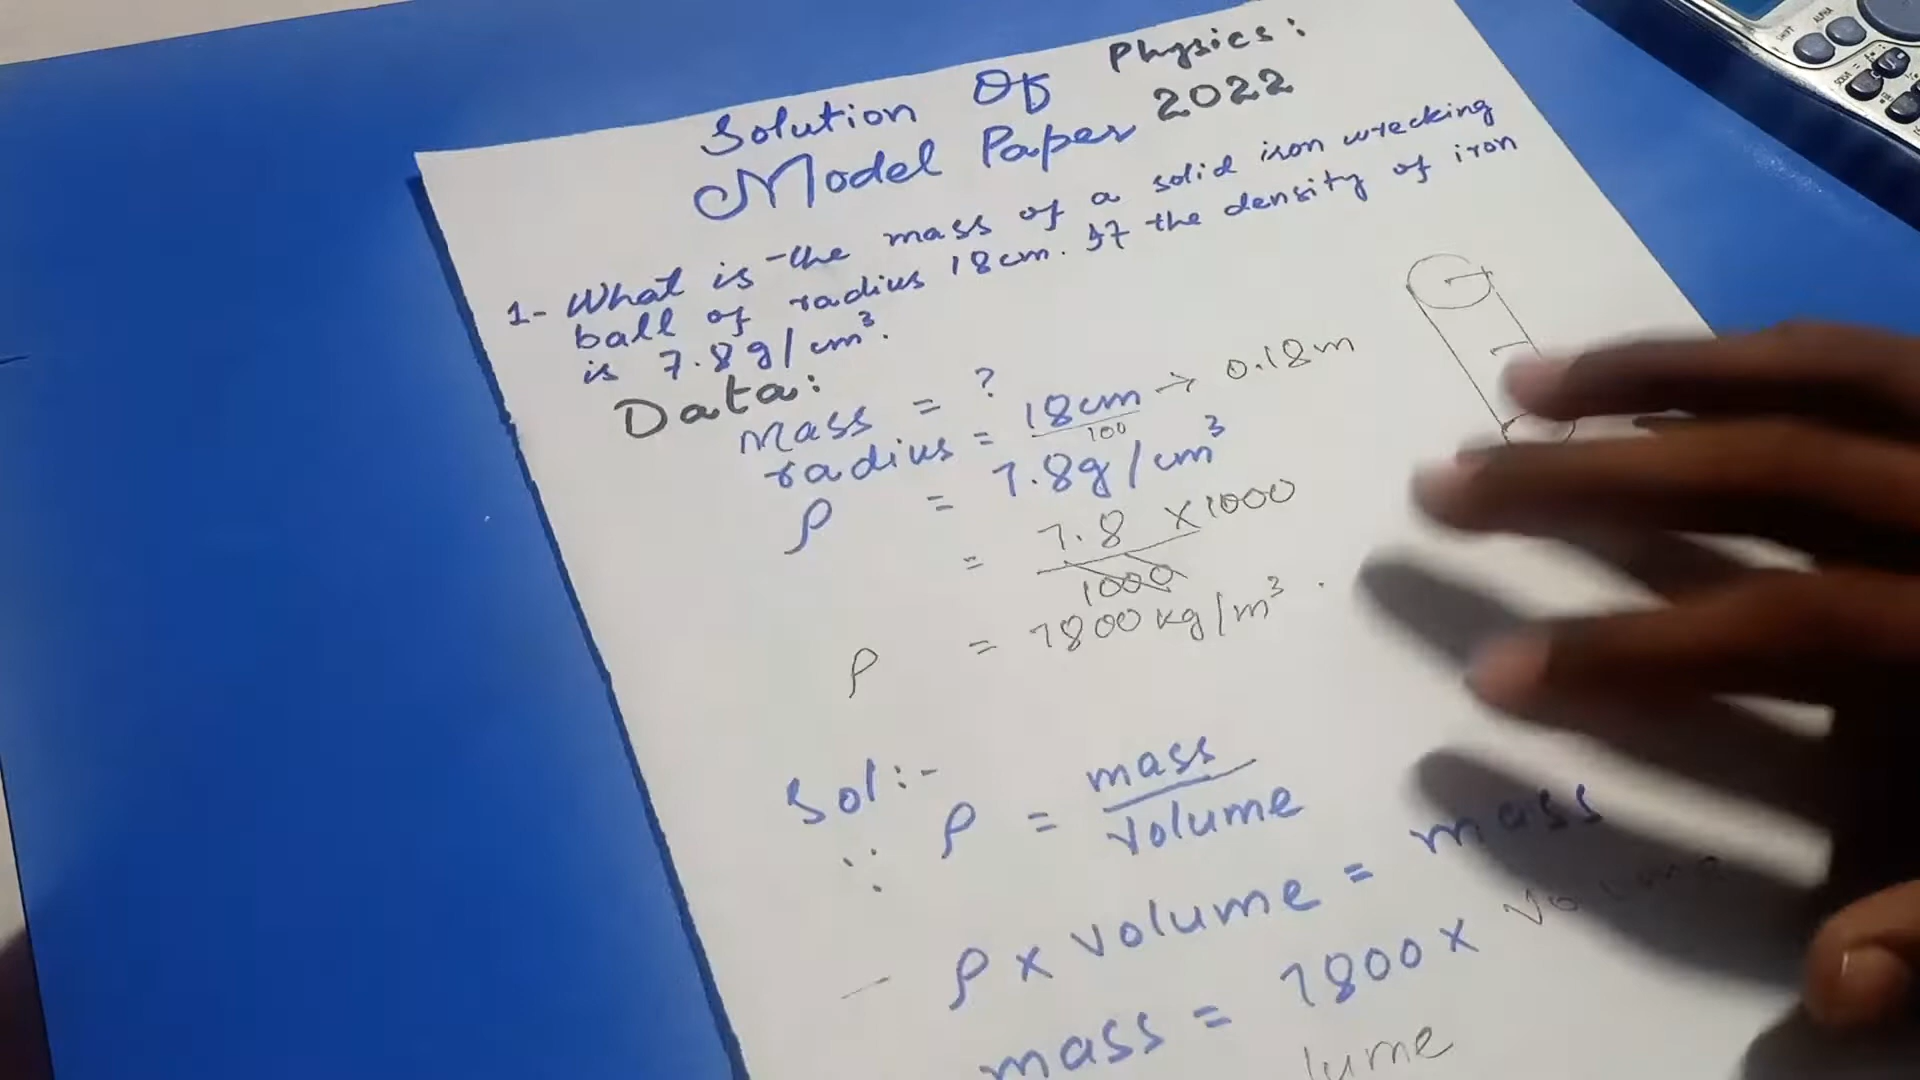 Solution Of Physics:
Model Paper 2022
1- What is the mass of a solid iron wrecking
ball of radius 18cm. If the density of iron
is 7.8g/cm³.
Data:
Mass = ?
radius = 18cm/100 → 0.18m
ρ = 7.8g/cm³
= 7.8 × 1000
1000
ρ = 7800 kg/m³.
Sol:-
∵ ρ = mass/volume
ρ × volume = mass
mass = 7800 × volume